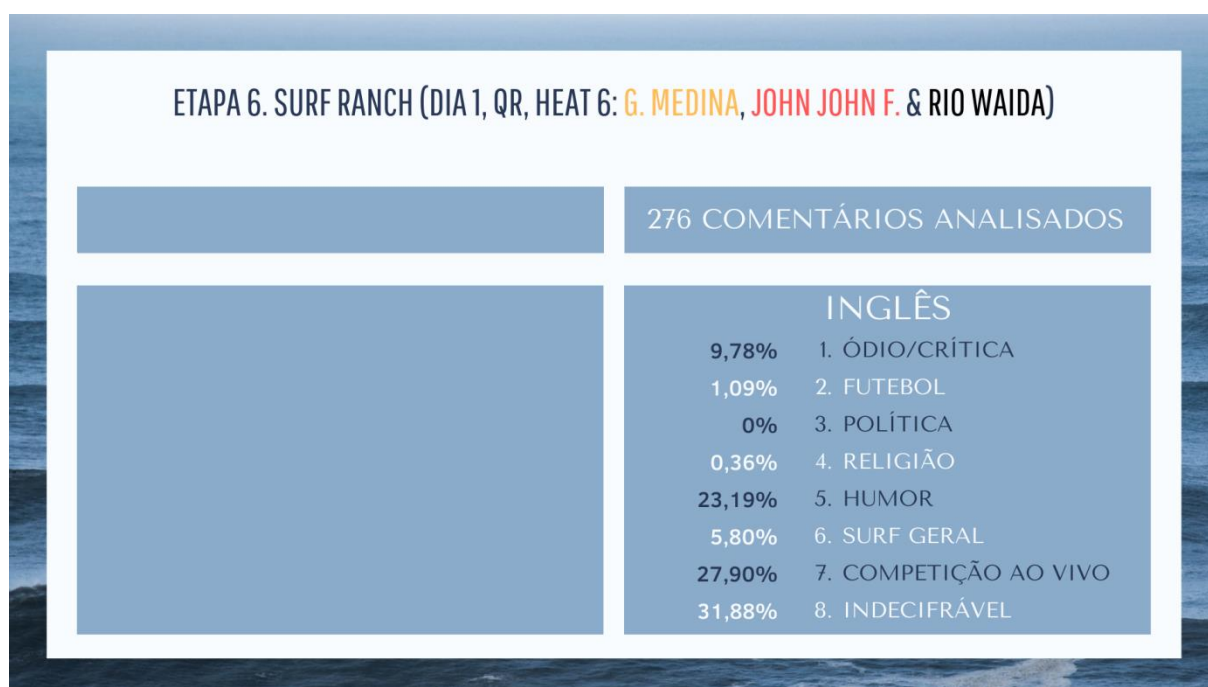 ETAPA 6. SURF RANCH (DIA 1, QR, HEAT 6: G. MEDINA, JOHN JOHN F. & RIO WAIDA)
276 COMENTÁRIOS ANALISADOS
INGLÊS
9,78% 1. ÓDIO/CRÍTICA
1,09% 2. FUTEBOL
0% 3. POLÍTICA
0,36% 4. RELIGIÃO
23,19% 5. HUMOR
5,80% 6. SURF GERAL
27,90% 7. COMPETIÇÃO AO VIVO
31,88% 8. INDECIFRÁVEL